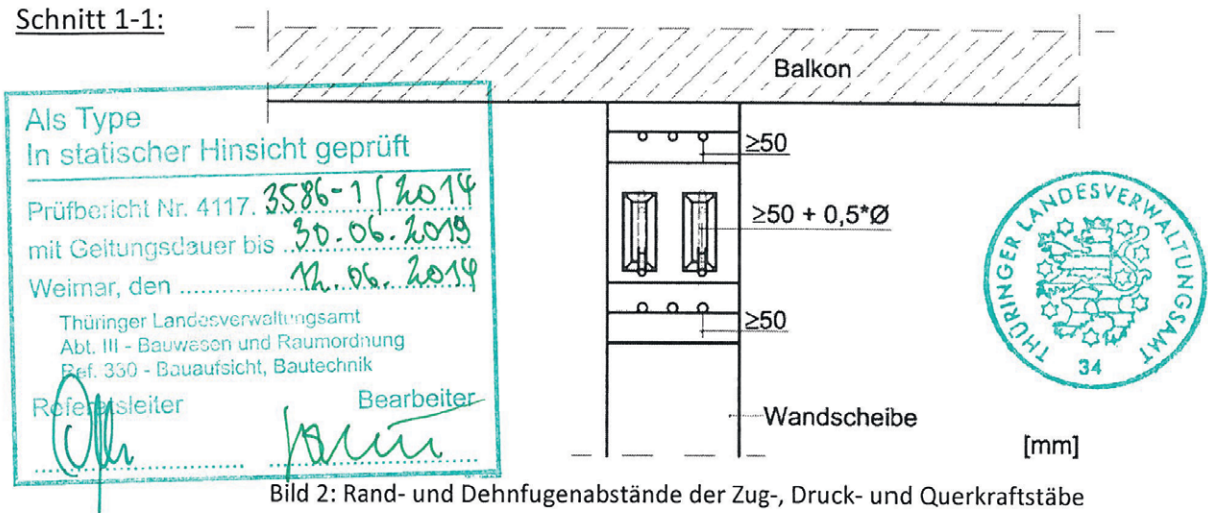 Schnitt 1-1:
Balkon
Als Type
In statischer Hinsicht geprüft
Prüfbericht Nr. 4117. 3586-1/2014
mit Geltungsdauer bis 30.06.2019
Weimar, den ................ 12.06.2014
Thüringer Landesverwaltungsamt
Abt. III - Bauwesen und Raumordnung
Ref. 330 - Bauaufsicht, Bautechnik
Referatsleiter Bearbeiter
≥50
≥50 + 0,5*Ø
≥50
Wandscheibe
[mm]
THÜRINGER LANDESVERWALTUNGSAMT
34
Bild 2: Rand- und Dehnfugenabstände der Zug-, Druck- und Querkraftstäbe